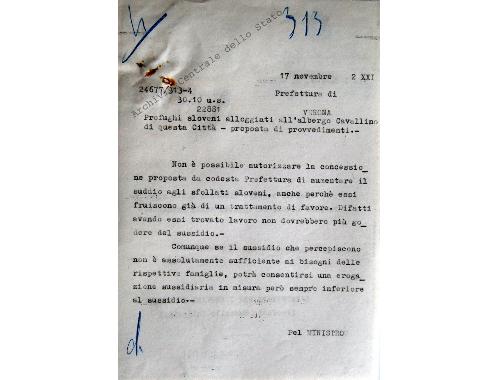 313
Archivio centrale dello Stato
17 novembre 2 XXI
24677/313-4 Prefettura di
30.10 u.s.
22881 VERONA
Profughi sloveni alloggiati all'albergo Cavallino
di questa Città - proposta di provvedimenti.-
Non è possibile autorizzare la concessio_
ne proposta da codesta Prefettura di aumentare il
suddio agli sfollati sloveni, anche perchè essi
fruiscono già di un trattamento di favore. Difatti
avendo essi trovato lavoro non dovrebbero più go_
dere del sussidio.-
Comunque se il sussidio che percepiscono
non è assolutamente sufficiente ai bisogni delle
rispettive famiglie, potrà consentirsi una eroga_
zione sussidiaria in misura però sempre inferiore
al sussidio.-
Pel MINISTRO